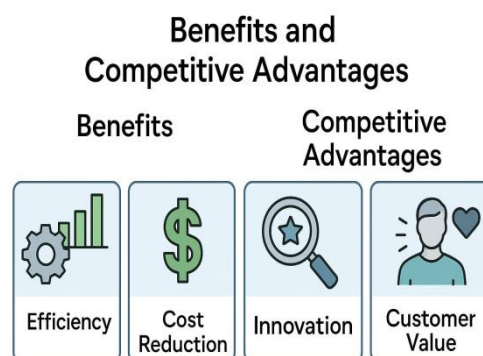 Benefits and
Competitive Advantages
Benefits
Competitive
Advantages
Efficiency
Cost
Reduction
Innovation
Customer
Value